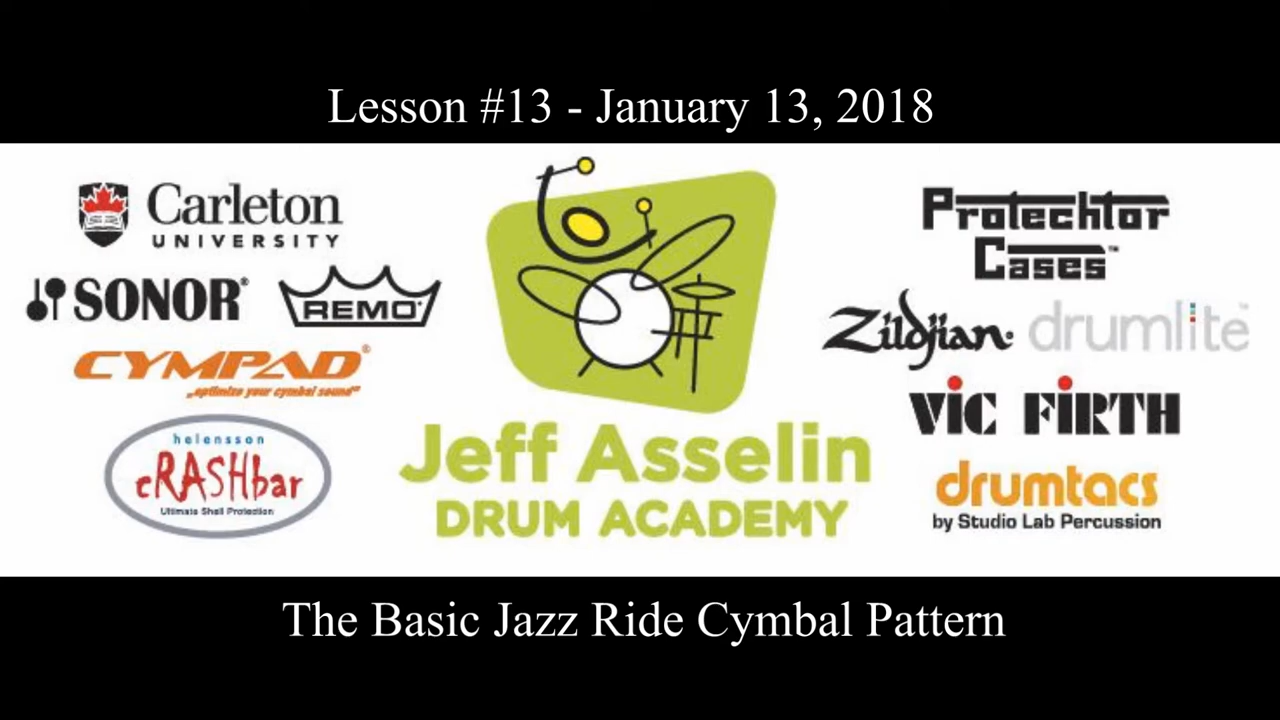 Lesson #13 - January 13, 2018
Carleton
UNIVERSITY
SONOR®
REMO®
CYMPAD®
„optimize your cymbal sound“
helensson
cRASHbar
Ultimate Shell Protection
Jeff Asselin
DRUM ACADEMY
Protechtor
Cases™
Zildjian®
drumlite™
VIC FIRTH
drumtacs
by Studio Lab Percussion
The Basic Jazz Ride Cymbal Pattern